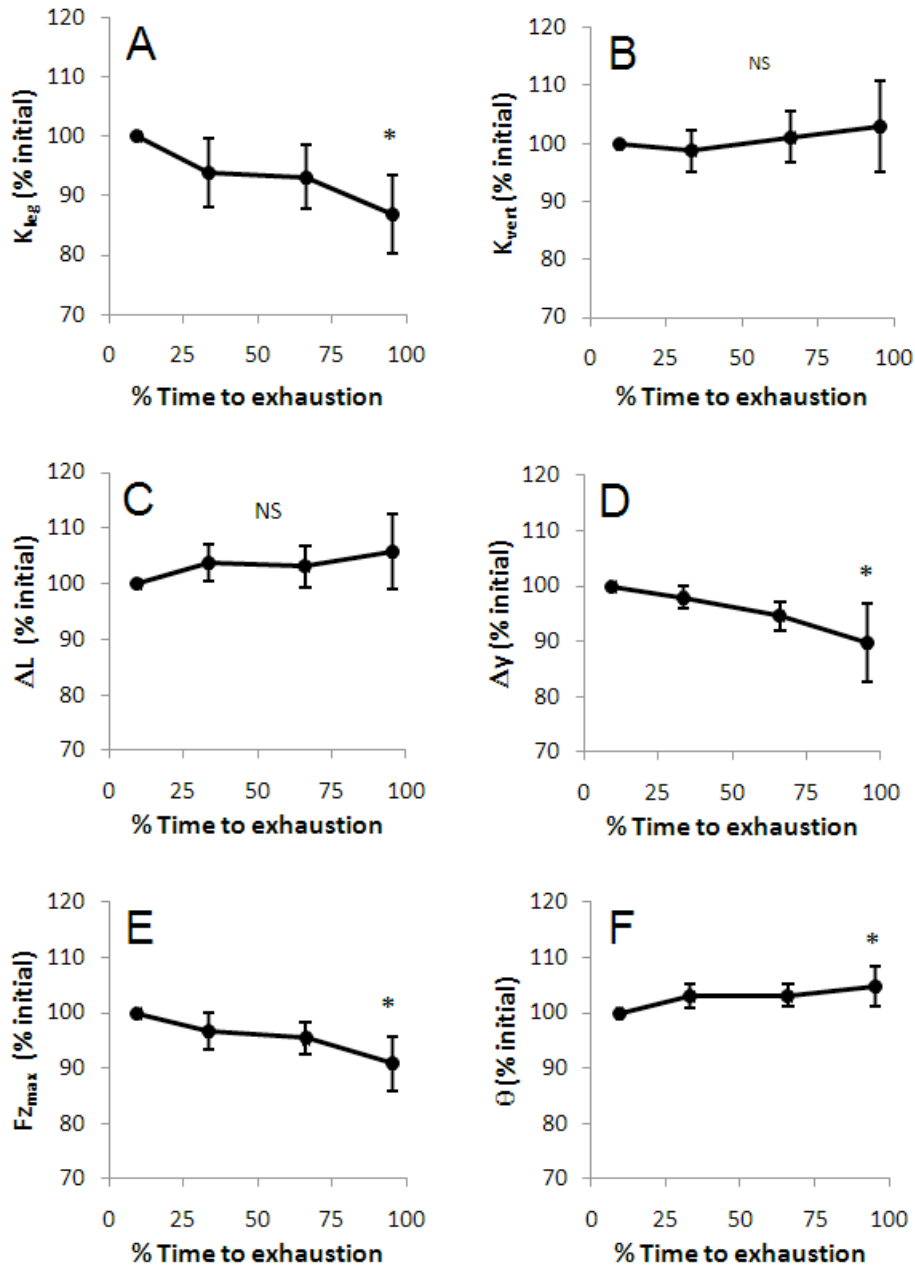 A
K_leg (% initial)
120
110
100
90
80
70
*
0 25 50 75 100
% Time to exhaustion
B
K_vert (% initial)
120
110
100
90
80
70
NS
0 25 50 75 100
% Time to exhaustion
C
ΔL (% initial)
120
110
100
90
80
70
NS
0 25 50 75 100
% Time to exhaustion
D
Δy (% initial)
120
110
100
90
80
70
*
0 25 50 75 100
% Time to exhaustion
E
Fz_max (% initial)
120
110
100
90
80
70
*
0 25 50 75 100
% Time to exhaustion
F
Θ (% initial)
120
110
100
90
80
70
*
0 25 50 75 100
% Time to exhaustion